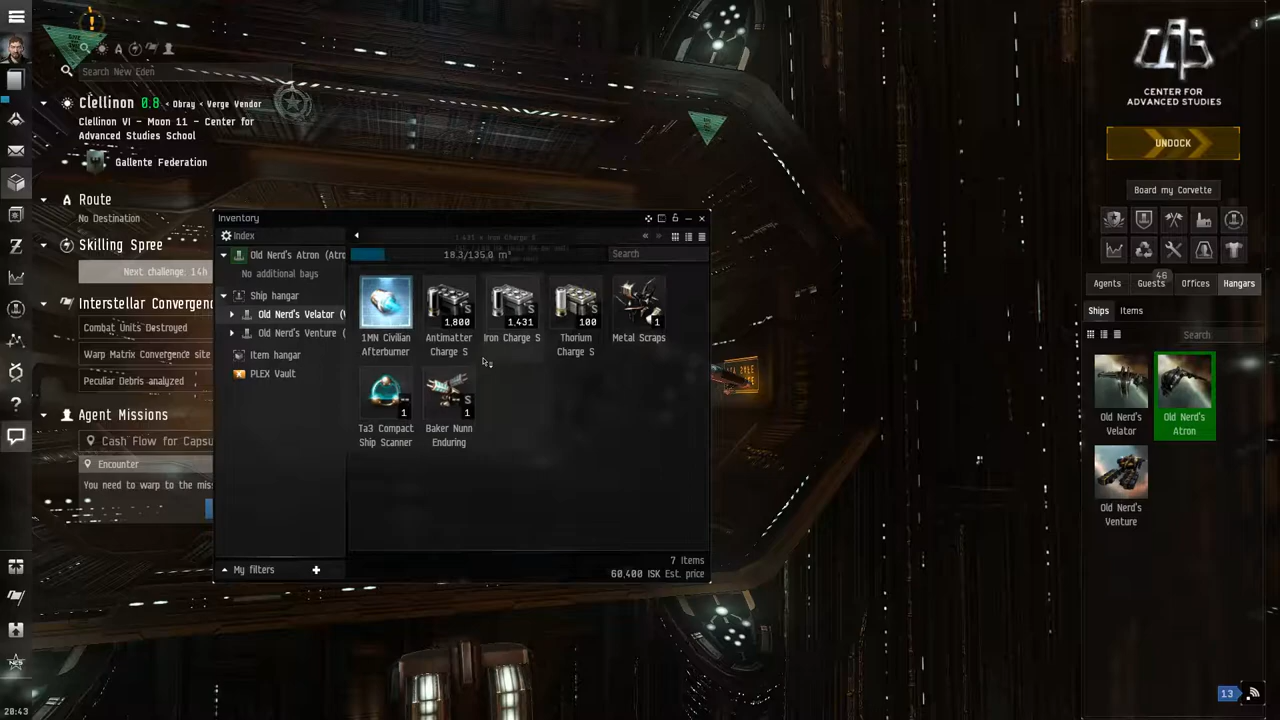 Search New Eden
Clellinon 0.8 < Obray < Verge Vendor
Clellinon VI - Moon 11 - Center for
Advanced Studies School
Gallente Federation
Route
No Destination
Skilling Spree
Next challenge: 14h
Interstellar Convergenc
Combat Units Destroyed
Warp Matrix Convergence site
Peculiar Debris analyzed
Agent Missions
Cash Flow for Capsu
Encounter
You need to warp to the mis
20:43
Inventory
Index
Old Nerd's Atron (Atro
No additional bays
Ship hangar
Old Nerd's Velator (V
Old Nerd's Venture (
Item hangar
PLEX Vault
My filters
18.3/135.0 m³
Search
1MN Civilian
Afterburner
1,800
Antimatter
Charge S
1,431
Iron Charge S
100
Thorium
Charge S
1
Metal Scraps
1
Ta3 Compact
Ship Scanner
S
1
Baker Nunn
Enduring
7 Items
60,400 ISK Est. price
CAS
CENTER FOR
ADVANCED STUDIES
UNDOCK
Board my Corvette
46
Agents
Guests
Offices
Hangars
Ships
Items
Search
Old Nerd's
Velator
Old Nerd's
Atron
Old Nerd's
Venture
13